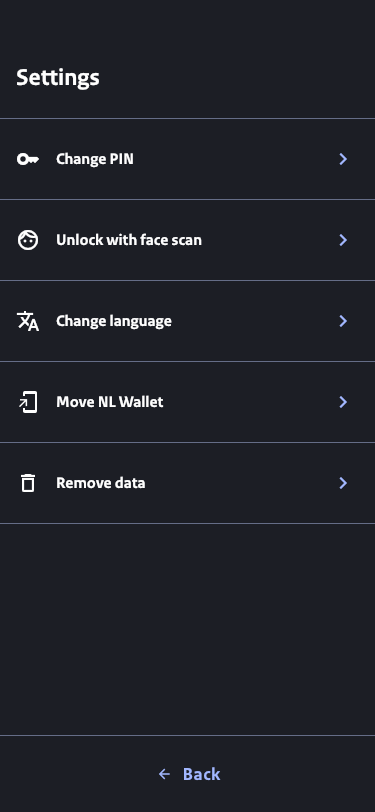 Settings
Change PIN
Unlock with face scan
Change language
Move NL Wallet
Remove data
Back